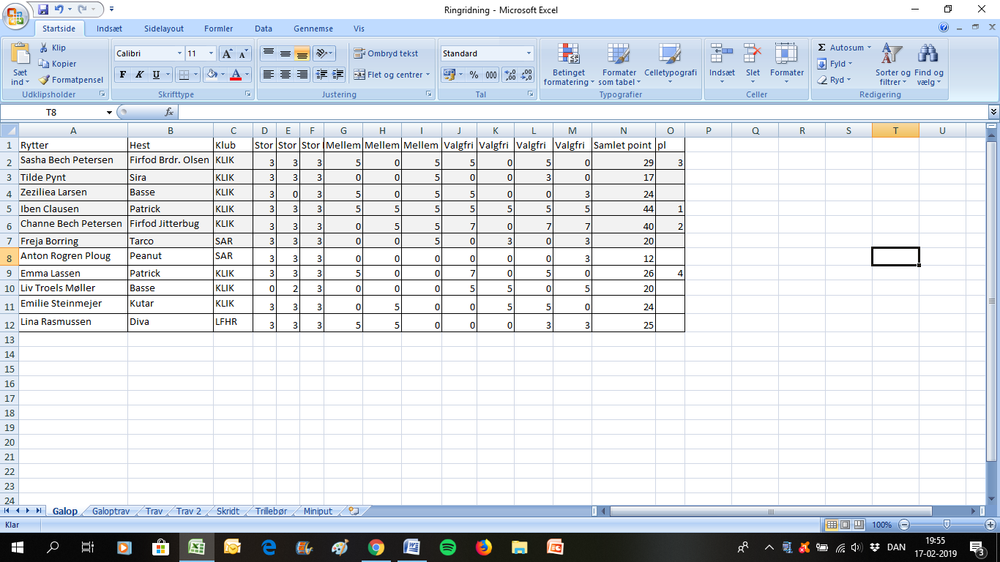 Ringridning - Microsoft Excel
Startside Indsæt Sidelayout Formler Data Gennemse Vis
Sæt ind
Klip
Kopier
Formatpensel
Udklipsholder
Calibri 11
F K U
A A
Skrifttype
Ombryd tekst
Flet og centrer
Justering
Standard
% 000
Tal
Betinget formatering
Formater som tabel
Celletypografi
Typografier
Indsæt Slet Formater
Celler
Σ Autosum
Fyld
Ryd
Sorter og filtrer
Find og vælg
Redigering
T8 fx
A B C D E F G H I J K L M N O P Q R S T U
1 Rytter Hest Klub Stor Stor Stor Mellem Mellem Mellem Valgfri Valgfri Valgfri Valgfri Samlet point pl
2 Sasha Bech Petersen Firfod Brdr. Olsen KLIK 3 3 3 5 0 5 5 0 5 0 29 3
3 Tilde Pynt Sira KLIK 3 3 3 0 0 5 0 0 3 0 17
4 Zeziliea Larsen Basse KLIK 3 0 3 5 0 5 5 0 0 3 24
5 Iben Clausen Patrick KLIK 3 3 3 5 5 5 5 5 5 5 44 1
6 Channe Bech Petersen Firfod Jitterbug KLIK 3 3 3 0 5 5 7 0 7 7 40 2
7 Freja Borring Tarco SAR 3 3 3 0 0 5 0 3 0 3 20
8 Anton Rogren Ploug Peanut SAR 3 3 3 0 0 0 0 0 0 3 12
9 Emma Lassen Patrick KLIK 3 3 3 5 0 0 7 0 5 0 26 4
10 Liv Troels Møller Basse KLIK 0 2 3 0 0 0 5 5 0 5 20
11 Emilie Steinmejer Kutar KLIK 3 3 3 0 5 0 0 5 5 0 24
12 Lina Rasmussen Diva LFHR 3 3 3 5 5 0 0 0 3 3 25
13
14
15
16
17
18
19
20
21
22
23
24
Galop Galoptrav Trav Trav 2 Skridt Trillebør Miniput
Klar 100%
DAN
19:55
17-02-2019
3